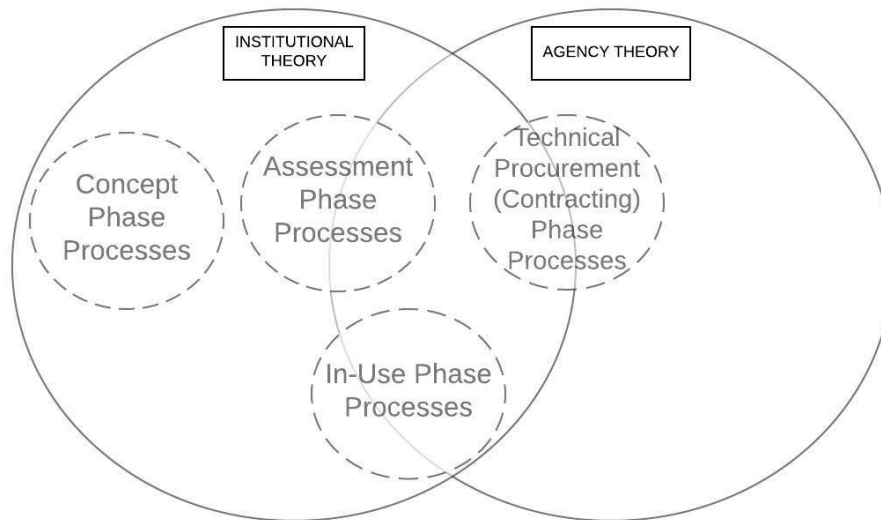 INSTITUTIONAL
THEORY
AGENCY THEORY
Concept
Phase
Processes
Assessment
Phase
Processes
Technical
Procurement
(Contracting)
Phase
Processes
In-Use Phase
Processes